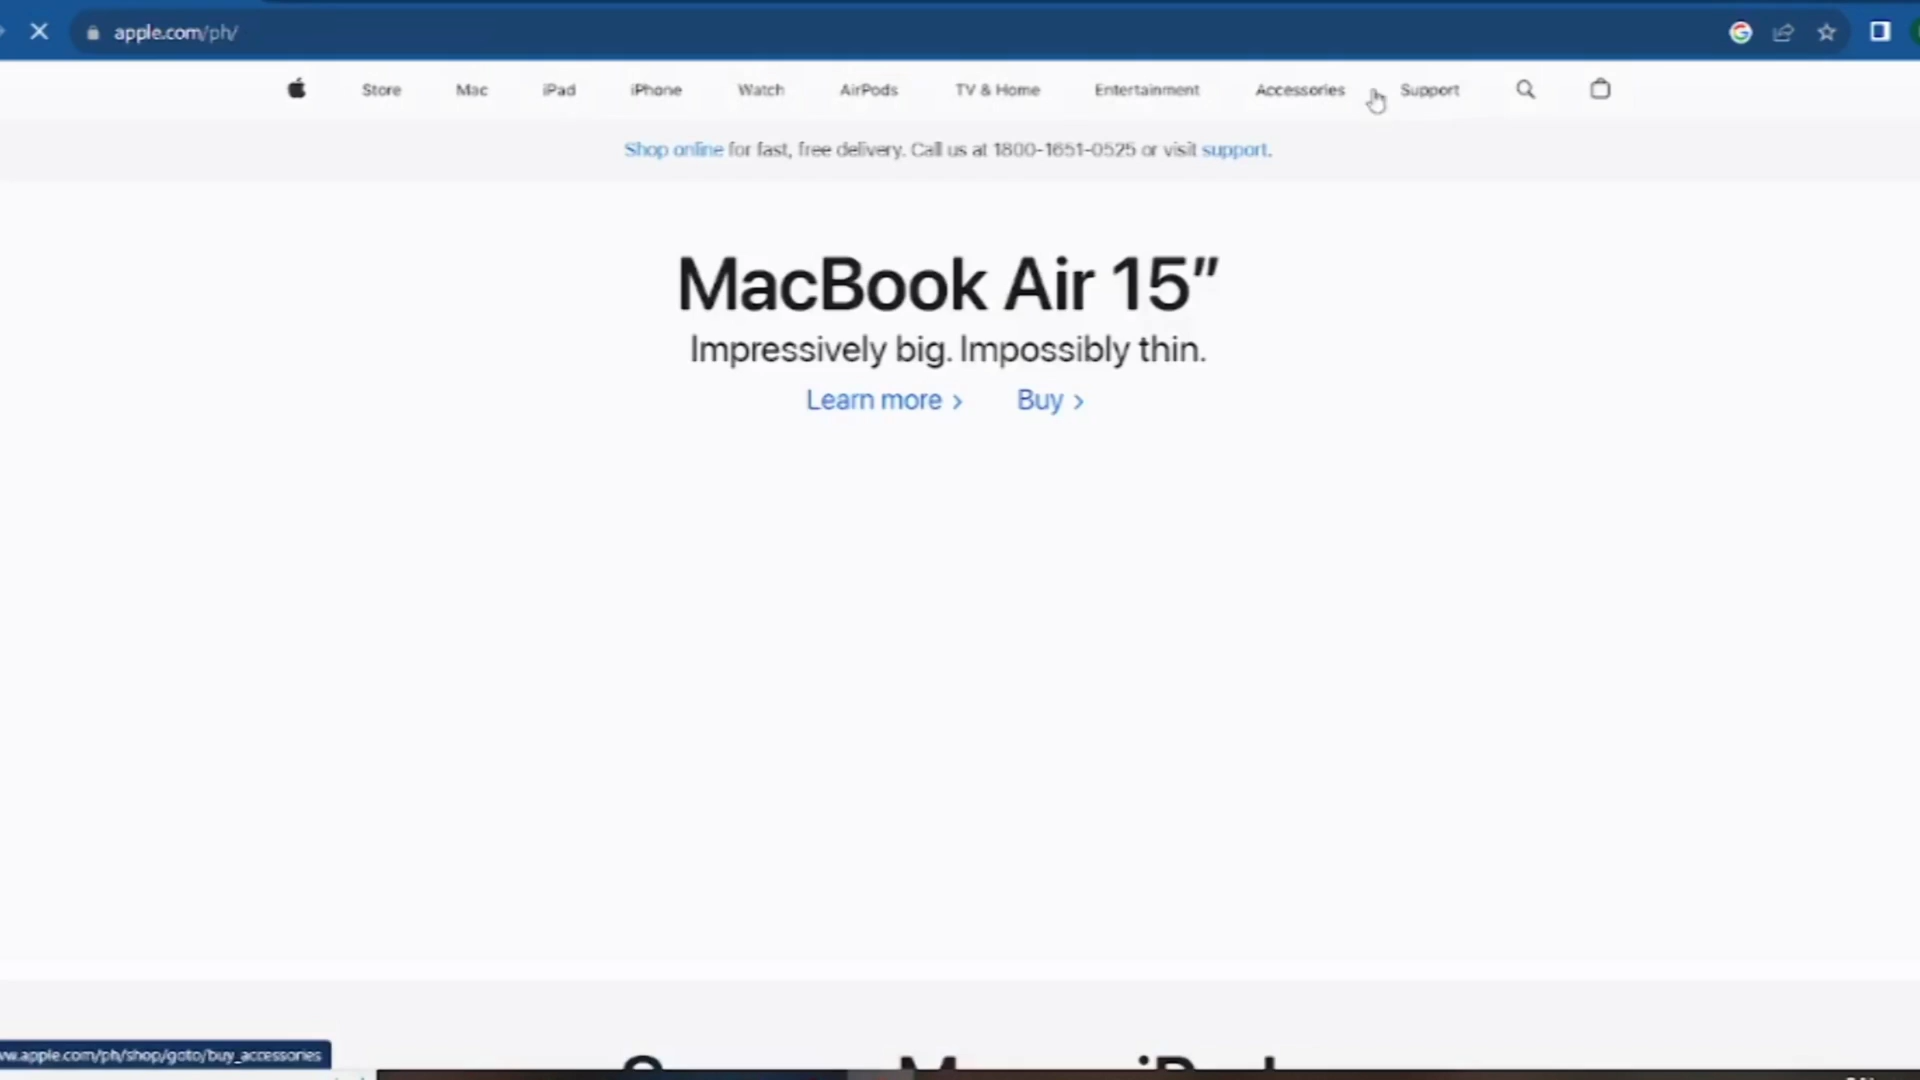 apple.com/ph/
Store Mac iPad iPhone Watch AirPods TV & Home Entertainment Accessories Support
Shop online for fast, free delivery. Call us at 1800-1651-0525 or visit support.
MacBook Air 15”
Impressively big. Impossibly thin.
Learn more > Buy >
ww.apple.com/ph/shop/goto/buy_accessories